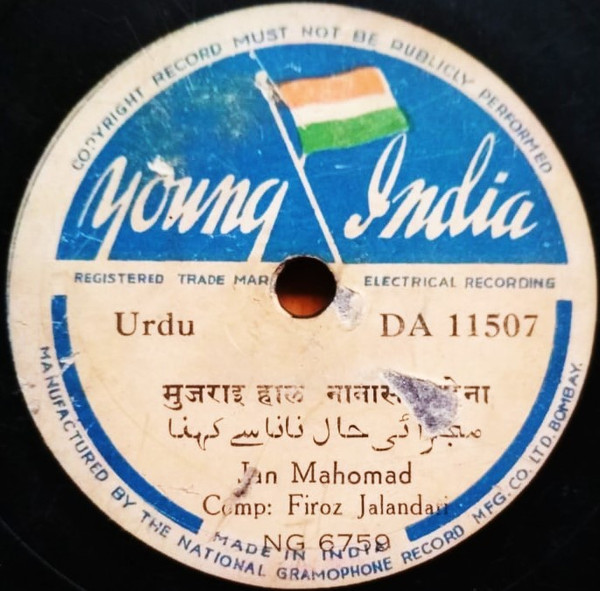 COPYRIGHT RECORD MUST NOT BE PUBLICLY PERFORMED
Young India
REGISTERED TRADE MAR ELECTRICAL RECORDING
Urdu DA 11507
मुजराइ हाल नानास
مجرائی حال نانا سے کہنا
Jan Mahomad
Comp: Firoz Jalandari
NG 6759
MADE IN INDIA
MANUFACTURED BY THE NATIONAL GRAMOPHONE RECORD MFG. CO. LTD. BOMBAY.